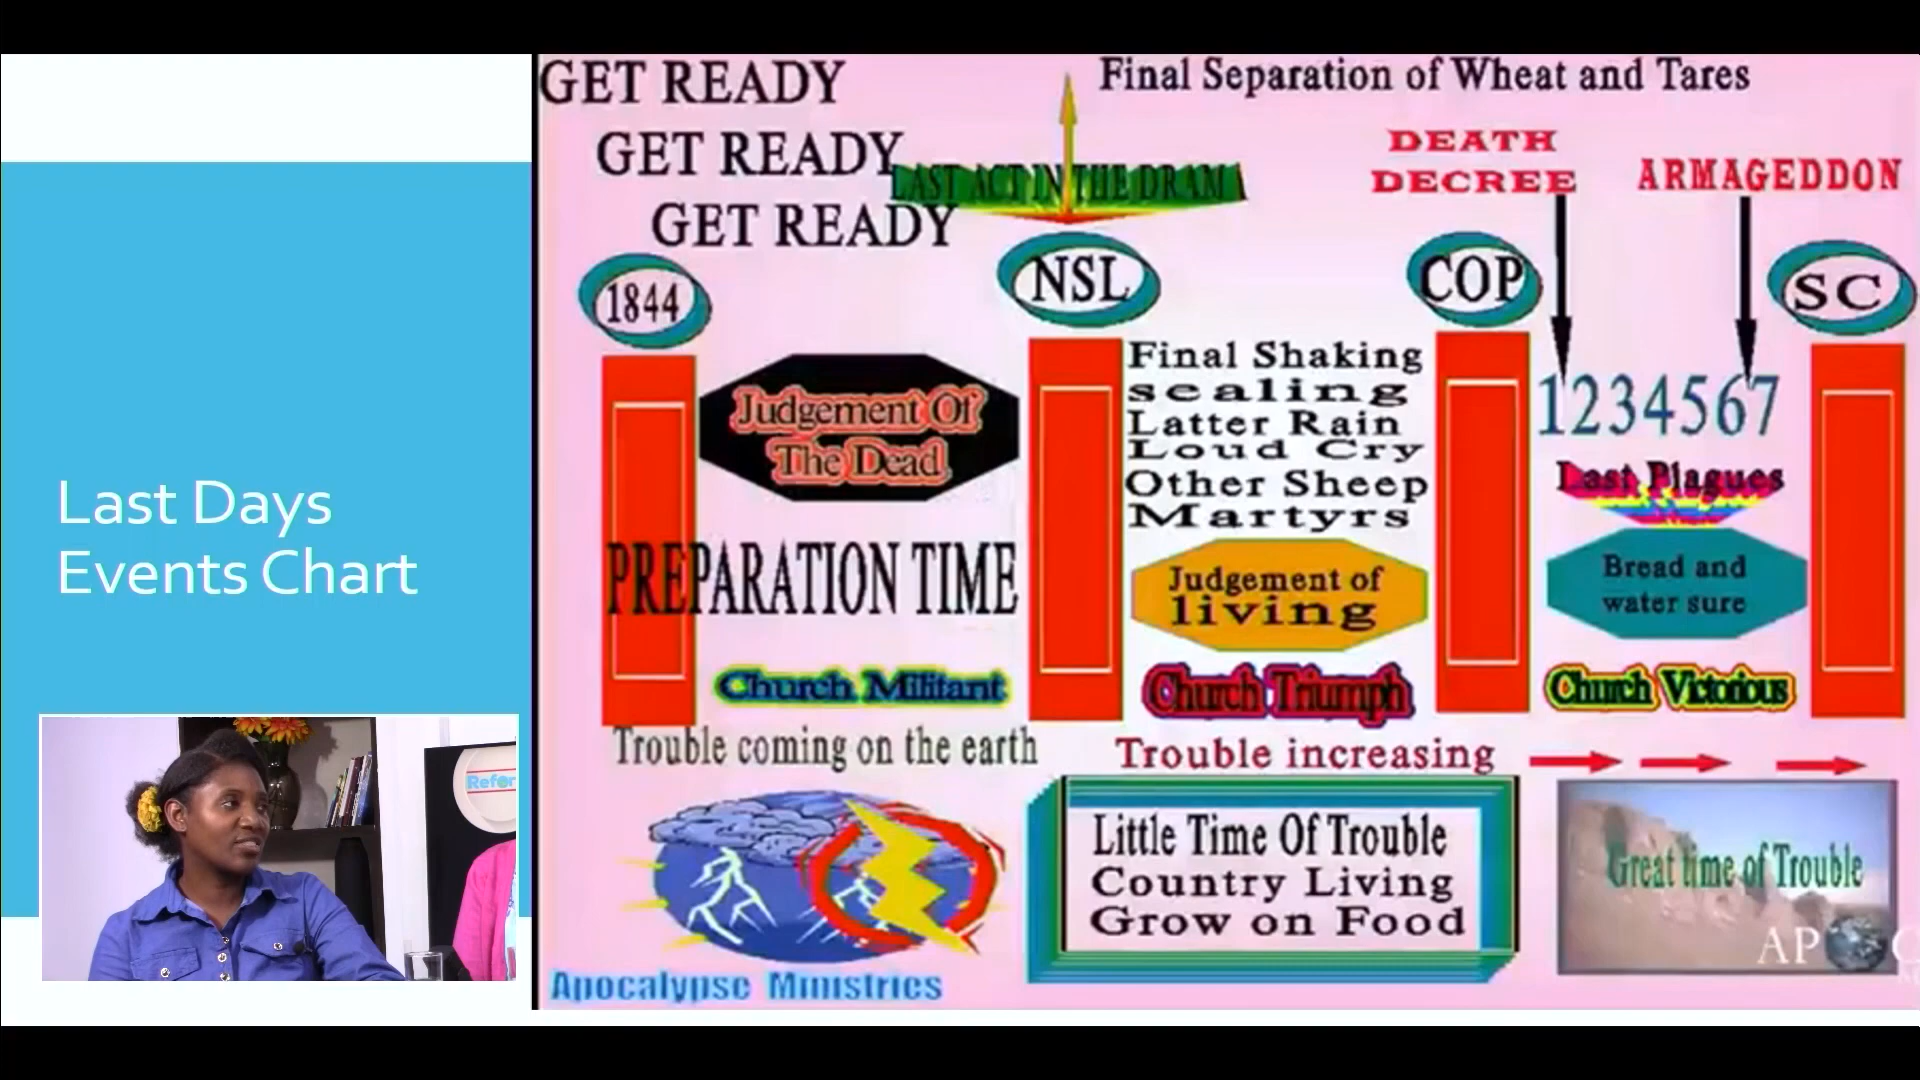 Last Days
Events Chart
Refor
GET READY
GET READY
GET READY
Final Separation of Wheat and Tares
LAST ACT IN THE DRAMA
DEATH
DECREE
ARMAGEDDON
1844
NSL
COP
SC
Judgement Of
The Dead
PREPARATION TIME
Church Militant
Final Shaking
sealing
Latter Rain
Loud Cry
Other Sheep
Martyrs
Judgement of
living
Church Triumph
1234567
Last Plagues
Bread and
water sure
Church Victorious
Trouble coming on the earth
Trouble increasing
Little Time Of Trouble
Country Living
Grow on Food
Great time of Trouble
Apocalypse Ministries